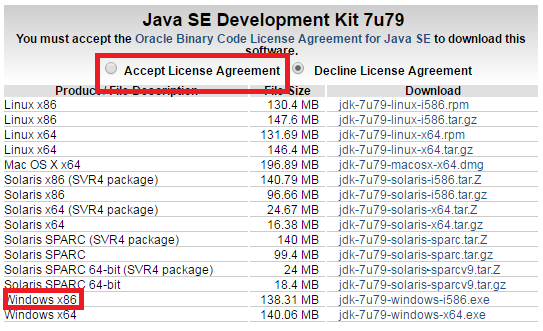 Java SE Development Kit 7u79
You must accept the Oracle Binary Code License Agreement for Java SE to download this
software.
Accept License Agreement Decline License Agreement
Product / File Description File Size Download
Linux x86 130.4 MB jdk-7u79-linux-i586.rpm
Linux x86 147.6 MB jdk-7u79-linux-i586.tar.gz
Linux x64 131.69 MB jdk-7u79-linux-x64.rpm
Linux x64 146.4 MB jdk-7u79-linux-x64.tar.gz
Mac OS X x64 196.89 MB jdk-7u79-macosx-x64.dmg
Solaris x86 (SVR4 package) 140.79 MB jdk-7u79-solaris-i586.tar.Z
Solaris x86 96.66 MB jdk-7u79-solaris-i586.tar.gz
Solaris x64 (SVR4 package) 24.67 MB jdk-7u79-solaris-x64.tar.Z
Solaris x64 16.38 MB jdk-7u79-solaris-x64.tar.gz
Solaris SPARC (SVR4 package) 140 MB jdk-7u79-solaris-sparc.tar.Z
Solaris SPARC 99.4 MB jdk-7u79-solaris-sparc.tar.gz
Solaris SPARC 64-bit (SVR4 package) 24 MB jdk-7u79-solaris-sparcv9.tar.Z
Solaris SPARC 64-bit 18.4 MB jdk-7u79-solaris-sparcv9.tar.gz
Windows x86 138.31 MB jdk-7u79-windows-i586.exe
Windows x64 140.06 MB jdk-7u79-windows-x64.exe